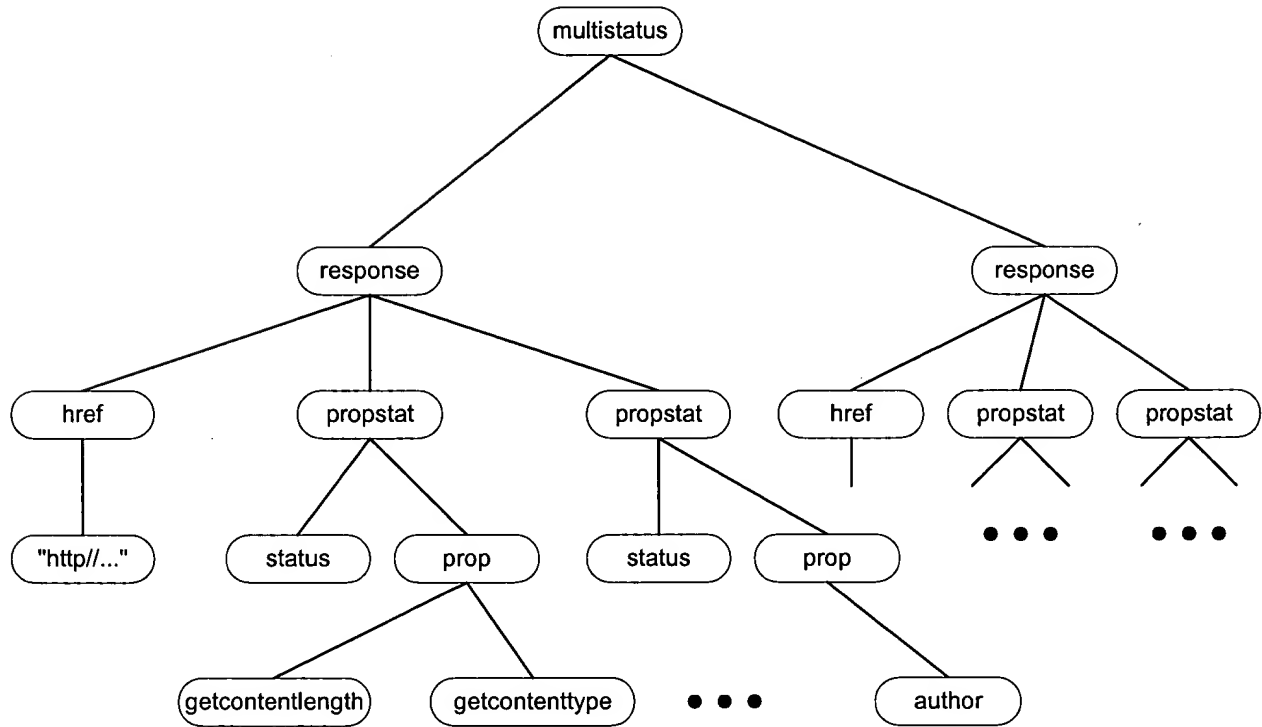 multistatus
response
response
href
propstat
propstat
href
propstat
propstat
"http//..."
status
prop
status
prop
getcontentlength
getcontenttype
author